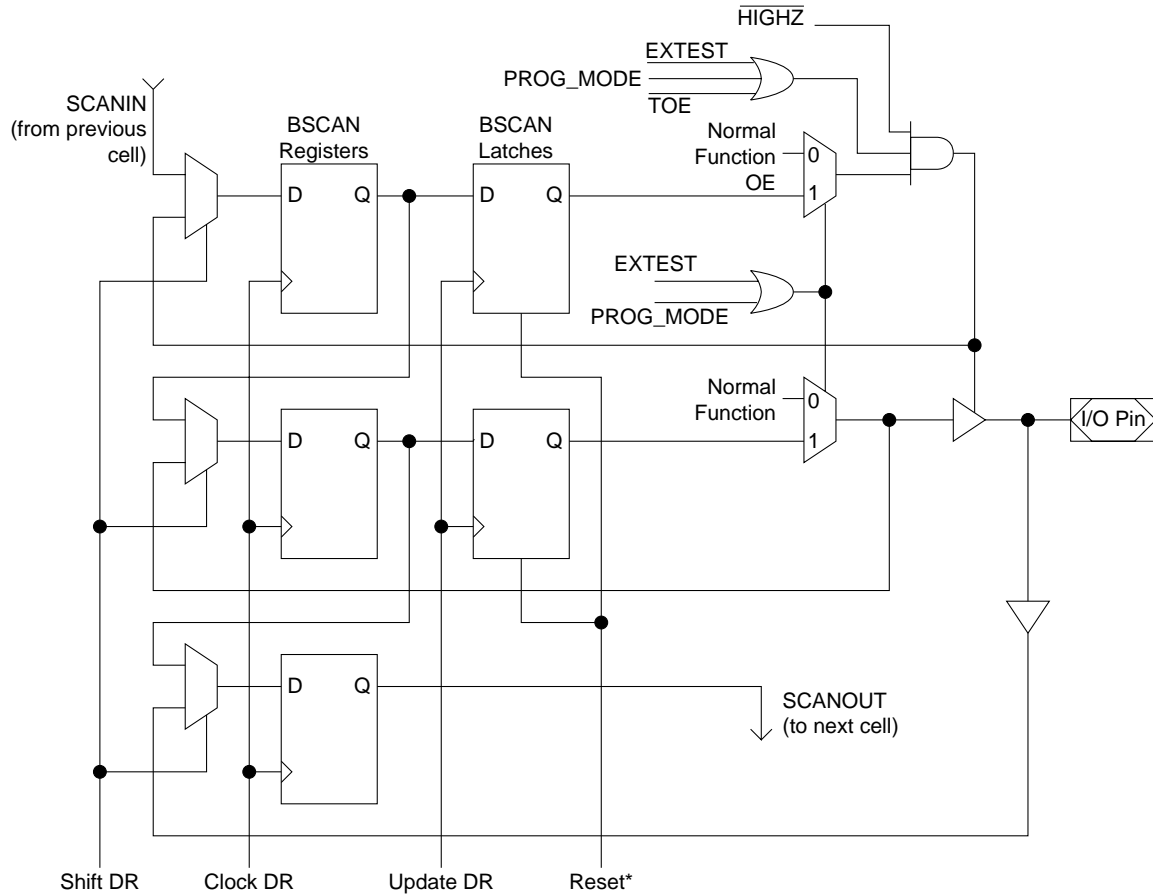 HIGHZ
EXTEST
PROG_MODE
TOE
SCANIN
(from previous
cell)
BSCAN
Registers
BSCAN
Latches
Normal
Function
OE
0
1
D Q
D Q
EXTEST
PROG_MODE
Normal
Function
0
1
D Q
D Q
I/O Pin
D Q
SCANOUT
(to next cell)
Shift DR
Clock DR
Update DR
Reset*